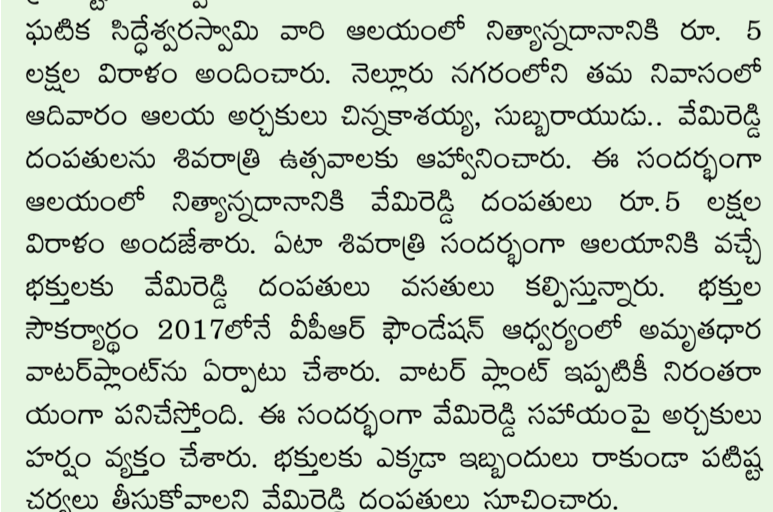 ఘటిక సిద్ధేశ్వరస్వామి వారి ఆలయంలో నిత్యాన్నదానానికి రూ. 5
లక్షల విరాళం అందించారు. నెల్లూరు నగరంలోని తమ నివాసంలో
ఆదివారం ఆలయ అర్చకులు చిన్నకాశయ్య, సుబ్బరాయుడు.. వేమిరెడ్డి
దంపతులను శివరాత్రి ఉత్సవాలకు ఆహ్వానించారు. ఈ సందర్భంగా
ఆలయంలో నిత్యాన్నదానానికి వేమిరెడ్డి దంపతులు రూ.5 లక్షల
విరాళం అందజేశారు. ఏటా శివరాత్రి సందర్భంగా ఆలయానికి వచ్చే
భక్తులకు వేమిరెడ్డి దంపతులు వసతులు కల్పిస్తున్నారు. భక్తుల
సౌకర్యార్థం 2017లోనే వీపీఆర్ ఫౌండేషన్ ఆధ్వర్యంలో అమృతధార
వాటర్‌ప్లాంట్‌ను ఏర్పాటు చేశారు. వాటర్ ప్లాంట్ ఇప్పటికీ నిరంతరా
యంగా పనిచేస్తోంది. ఈ సందర్భంగా వేమిరెడ్డి సహాయంపై అర్చకులు
హర్షం వ్యక్తం చేశారు. భక్తులకు ఎక్కడా ఇబ్బందులు రాకుండా పటిష్ట
చర్యలు తీసుకోవాలని వేమిరెడ్డి దంపతులు సూచించారు.